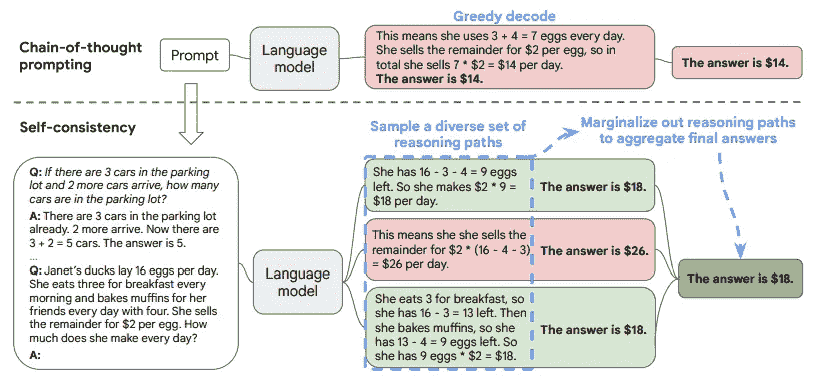 Greedy decode
Chain-of-thought
prompting
Prompt
Language
model
This means she uses 3 + 4 = 7 eggs every day.
She sells the remainder for $2 per egg, so in
total she sells 7 * $2 = $14 per day.
The answer is $14.
The answer is $14.
Self-consistency
Sample a diverse set of
reasoning paths
Marginalize out reasoning paths
to aggregate final answers
Q: If there are 3 cars in the parking
lot and 2 more cars arrive, how many
cars are in the parking lot?
A: There are 3 cars in the parking lot
already. 2 more arrive. Now there are
3 + 2 = 5 cars. The answer is 5.
...
Q: Janet's ducks lay 16 eggs per day.
She eats three for breakfast every
morning and bakes muffins for her
friends every day with four. She sells
the remainder for $2 per egg. How
much does she make every day?
A:
Language
model
She has 16 - 3 - 4 = 9 eggs
left. So she makes $2 * 9 =
$18 per day.
The answer is $18.
This means she she sells the
remainder for $2 * (16 - 4 - 3)
= $26 per day.
The answer is $26.
She eats 3 for breakfast, so
she has 16 - 3 = 13 left. Then
she bakes muffins, so she
has 13 - 4 = 9 eggs left. So
she has 9 eggs * $2 = $18.
The answer is $18.
The answer is $18.